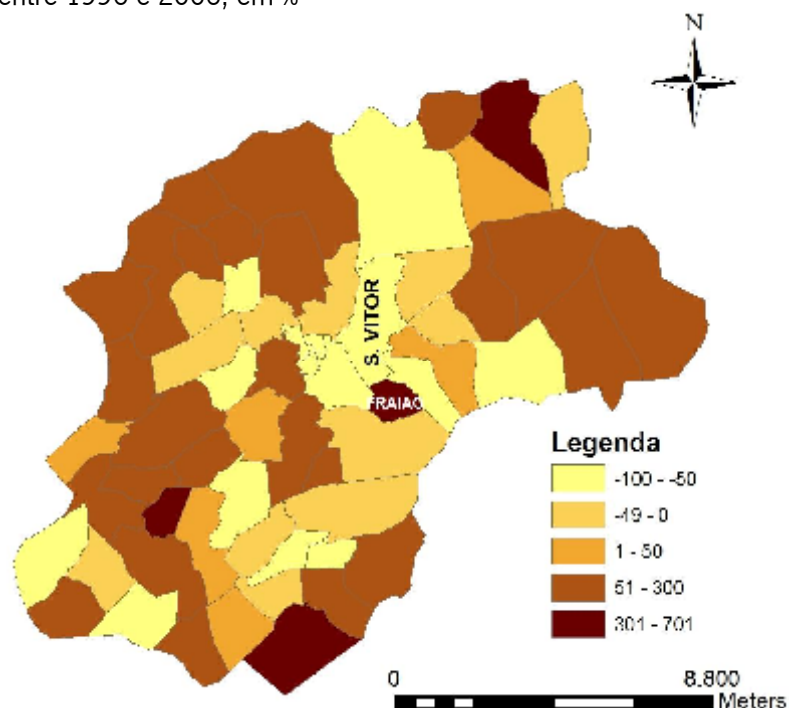 entre 1996 e 2006, em %
N
S. VITOR
FRAIAO
Legenda
-100 - -50
-49 - 0
1 - 50
51 - 300
301 - 701
0 8.800
Meters